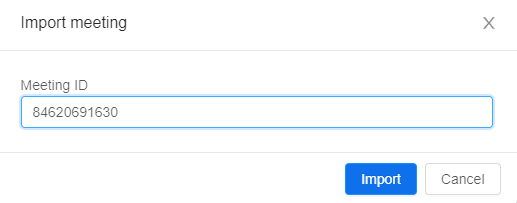 Import meeting
Meeting ID
84620691630
Import
Cancel